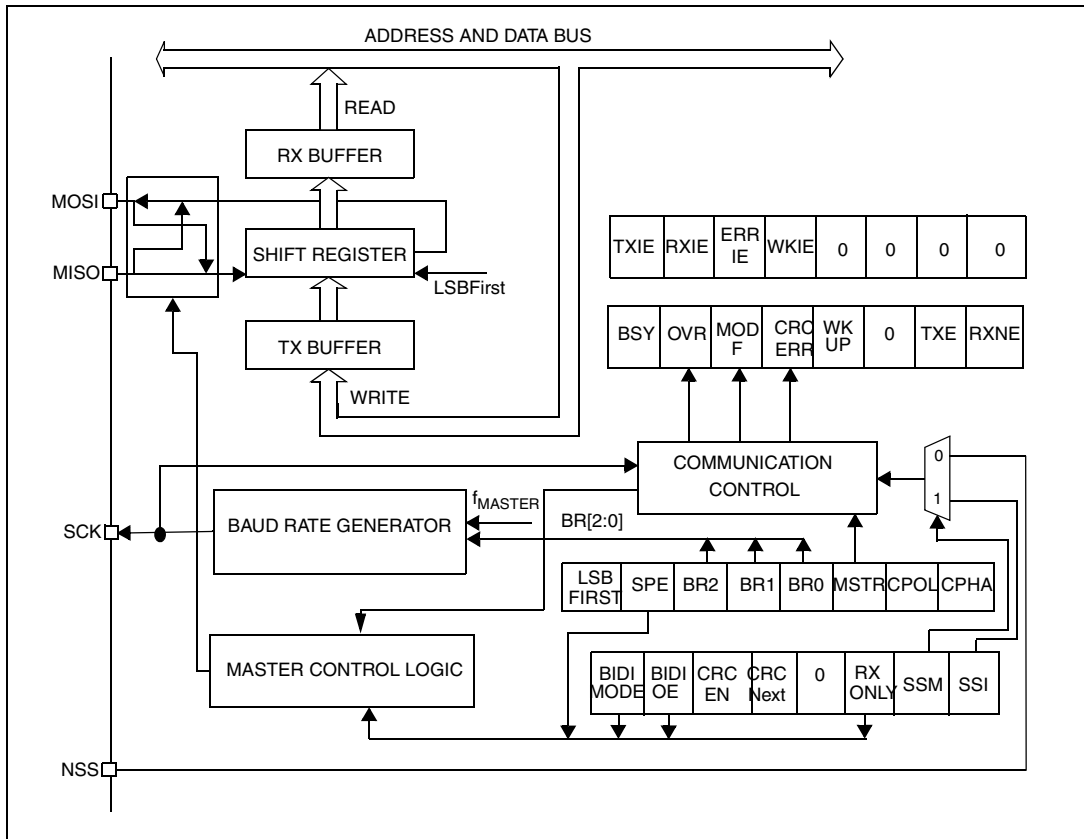 ADDRESS AND DATA BUS
READ
RX BUFFER
MOSI
SHIFT REGISTER
MISO
LSBFirst
TX BUFFER
WRITE
TXIE RXIE ERR IE WKIE 0 0 0 0
BSY OVR MOD F CRC ERR WK UP 0 TXE RXNE
COMMUNICATION
CONTROL
0
1
fMASTER
SCK
BAUD RATE GENERATOR
BR[2:0]
LSB FIRST SPE BR2 BR1 BR0 MSTR CPOL CPHA
MASTER CONTROL LOGIC
BIDI MODE BIDI OE CRC EN CRC Next 0 RX ONLY SSM SSI
NSS